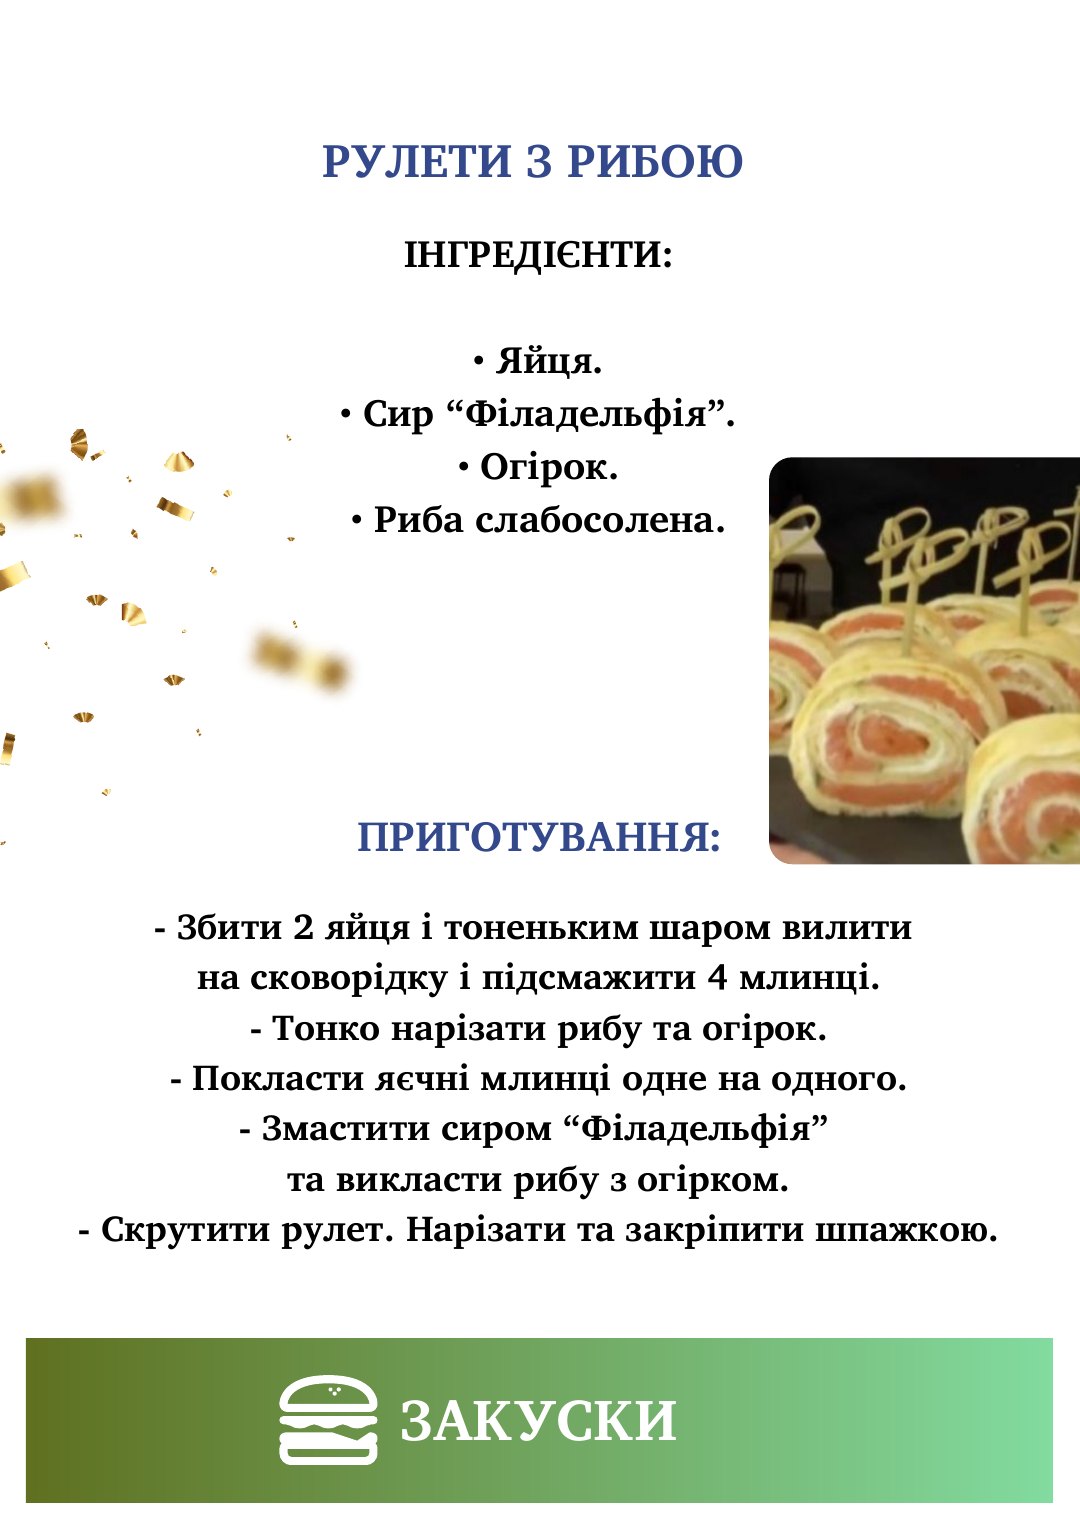 РУЛЕТИ З РИБОЮ
ІНГРЕДІЄНТИ:
• Яйця.
• Сир “Філадельфія”.
• Огірок.
• Риба слабосолена.
ПРИГОТУВАННЯ:
- Збити 2 яйця і тоненьким шаром вилити
на сковорідку і підсмажити 4 млинці.
- Тонко нарізати рибу та огірок.
- Покласти яєчні млинці одне на одного.
- Змастити сиром “Філадельфія”
та викласти рибу з огірком.
- Скрутити рулет. Нарізати та закріпити шпажкою.
ЗАКУСКИ